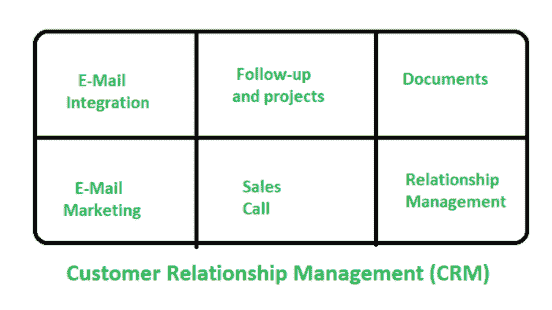 E-Mail
Integration
Follow-up
and projects
Documents
E-Mail
Marketing
Sales
Call
Relationship
Management
Customer Relationship Management (CRM)